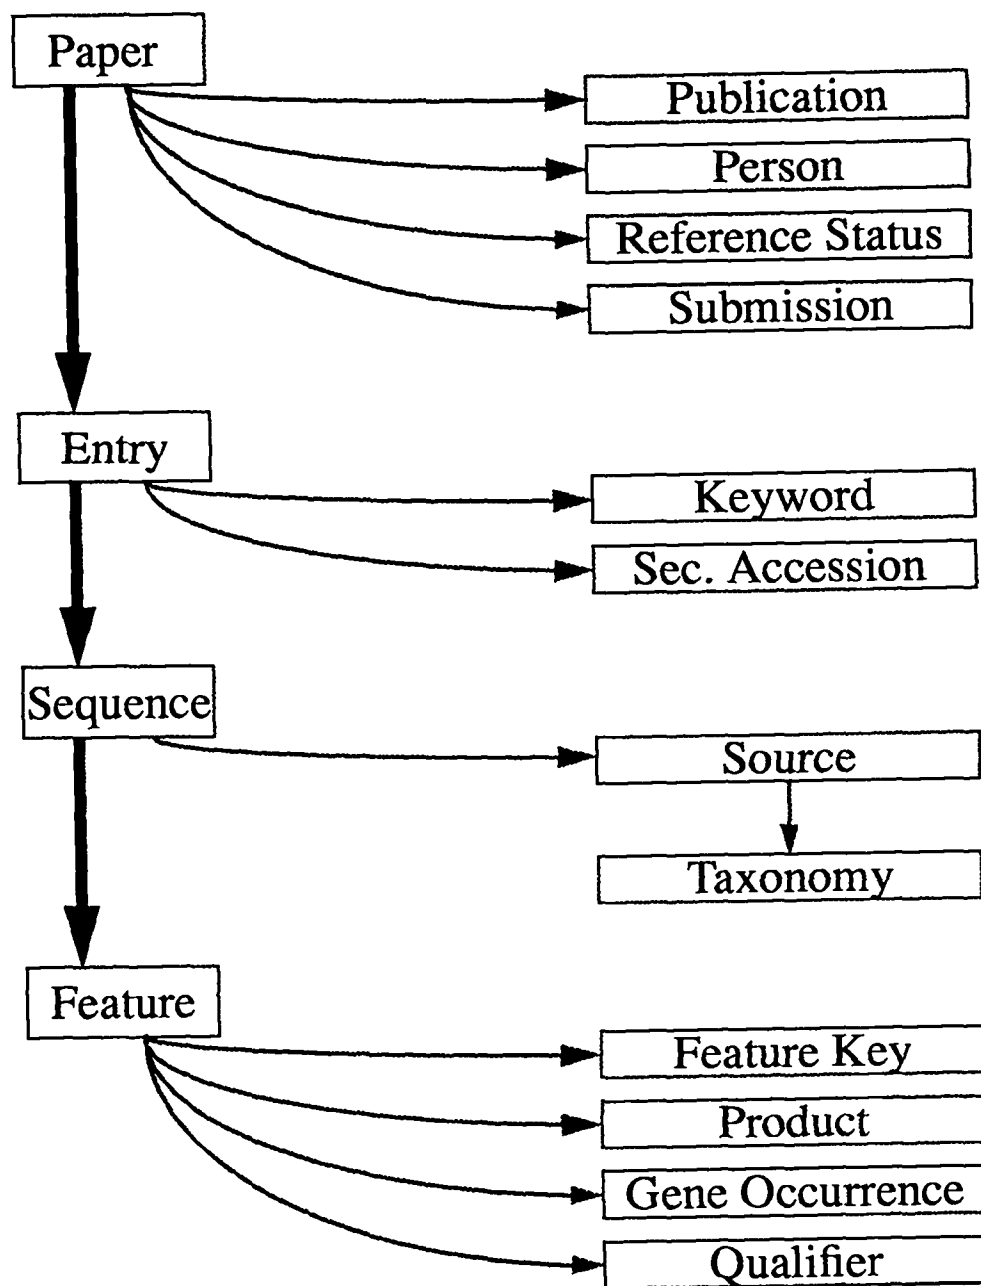 Paper
Publication
Person
Reference Status
Submission
Entry
Keyword
Sec. Accession
Sequence
Source
Taxonomy
Feature
Feature Key
Product
Gene Occurrence
Qualifier